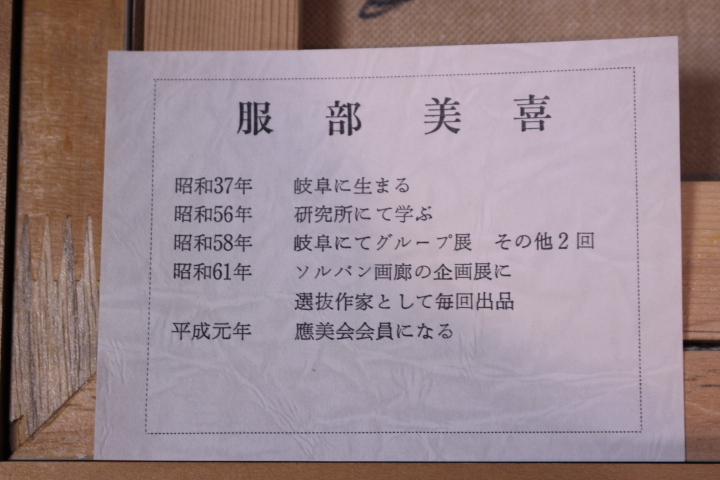 服部美喜
昭和37年 岐阜に生まる
昭和56年 研究所にて学ぶ
昭和58年 岐阜にてグループ展 その他2回
昭和61年 ソルバン画廊の企画展に
選抜作家として毎回出品
平成元年 應美会会員になる